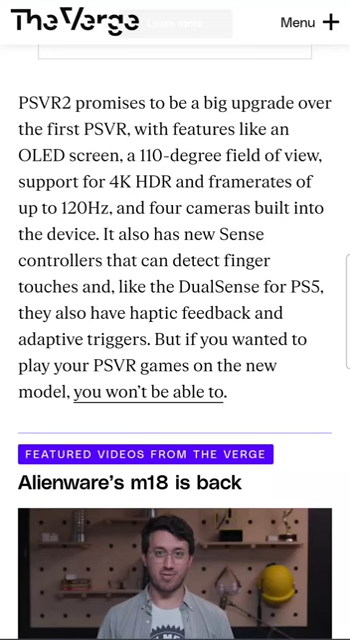 The Verge
Menu
PSVR2 promises to be a big upgrade over
the first PSVR, with features like an
OLED screen, a 110-degree field of view,
support for 4K HDR and framerates of
up to 120Hz, and four cameras built into
the device. It also has new Sense
controllers that can detect finger
touches and, like the DualSense for PS5,
they also have haptic feedback and
adaptive triggers. But if you wanted to
play your PSVR games on the new
model, you won’t be able to.
FEATURED VIDEOS FROM THE VERGE
Alienware’s m18 is back